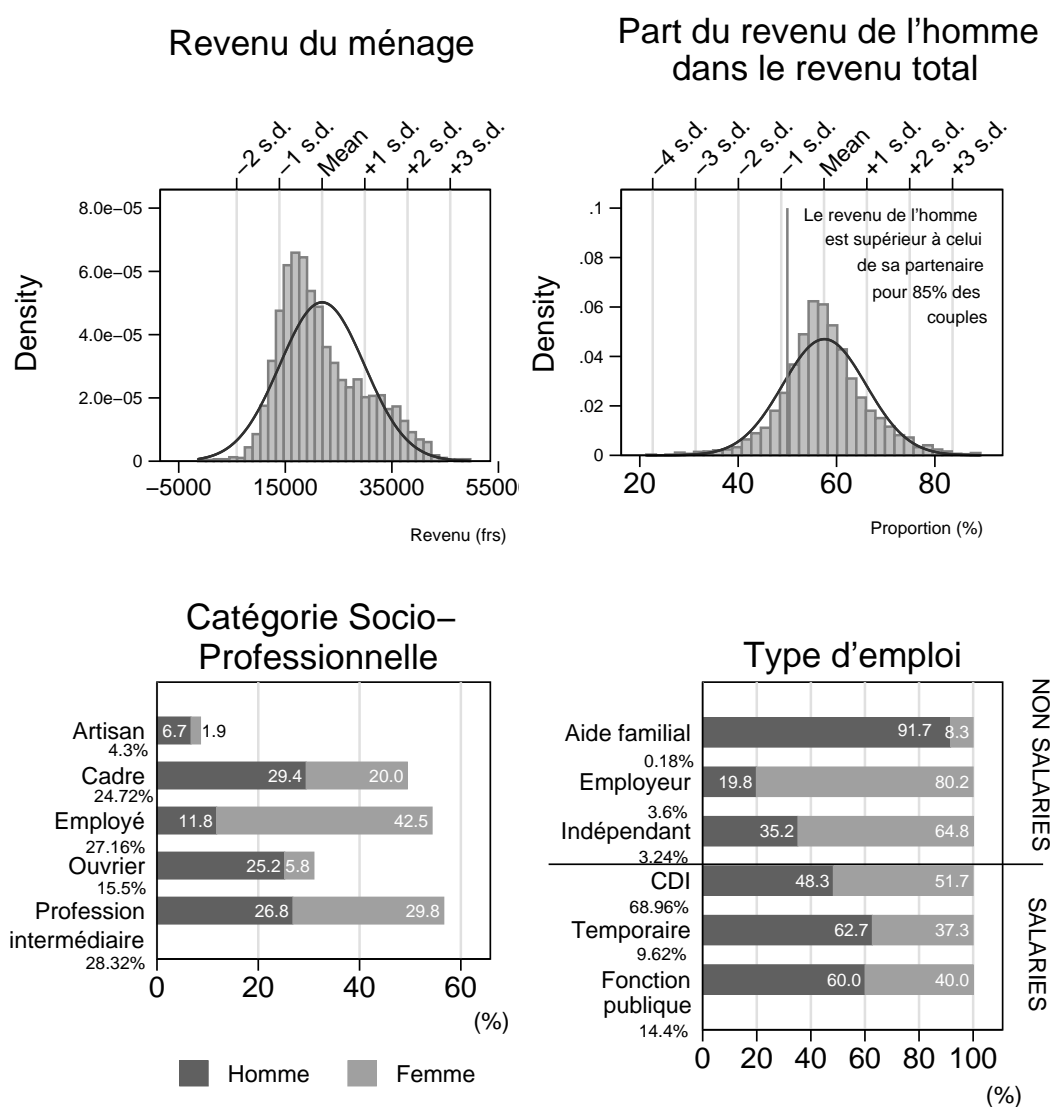 Revenu du ménage
−2 s.d.
−1 s.d.
Mean
+1 s.d.
+2 s.d.
+3 s.d.
8.0e−05
6.0e−05
4.0e−05
2.0e−05
0
Density
−5000
15000
35000
55000
Revenu (frs)
Part du revenu de l'homme
dans le revenu total
−4 s.d.
−3 s.d.
−2 s.d.
−1 s.d.
Mean
+1 s.d.
+2 s.d.
+3 s.d.
.1
.08
.06
.04
.02
0
Density
Le revenu de l'homme
est supérieur à celui
de sa partenaire
pour 85% des
couples
20
40
60
80
Proportion (%)
Catégorie Socio−
Professionnelle
Artisan
4.3%
6.7
1.9
Cadre
24.72%
29.4
20.0
Employé
27.16%
11.8
42.5
Ouvrier
15.5%
25.2
5.8
Profession
intermédiaire
28.32%
26.8
29.8
0
20
40
60
(%)
Homme
Femme
Type d'emploi
Aide familial
0.18%
91.7
8.3
Employeur
3.6%
19.8
80.2
Indépendant
3.24%
35.2
64.8
CDI
68.96%
48.3
51.7
Temporaire
9.62%
62.7
37.3
Fonction
publique
14.4%
60.0
40.0
NON SALARIES
SALARIES
0
20
40
60
80
100
(%)